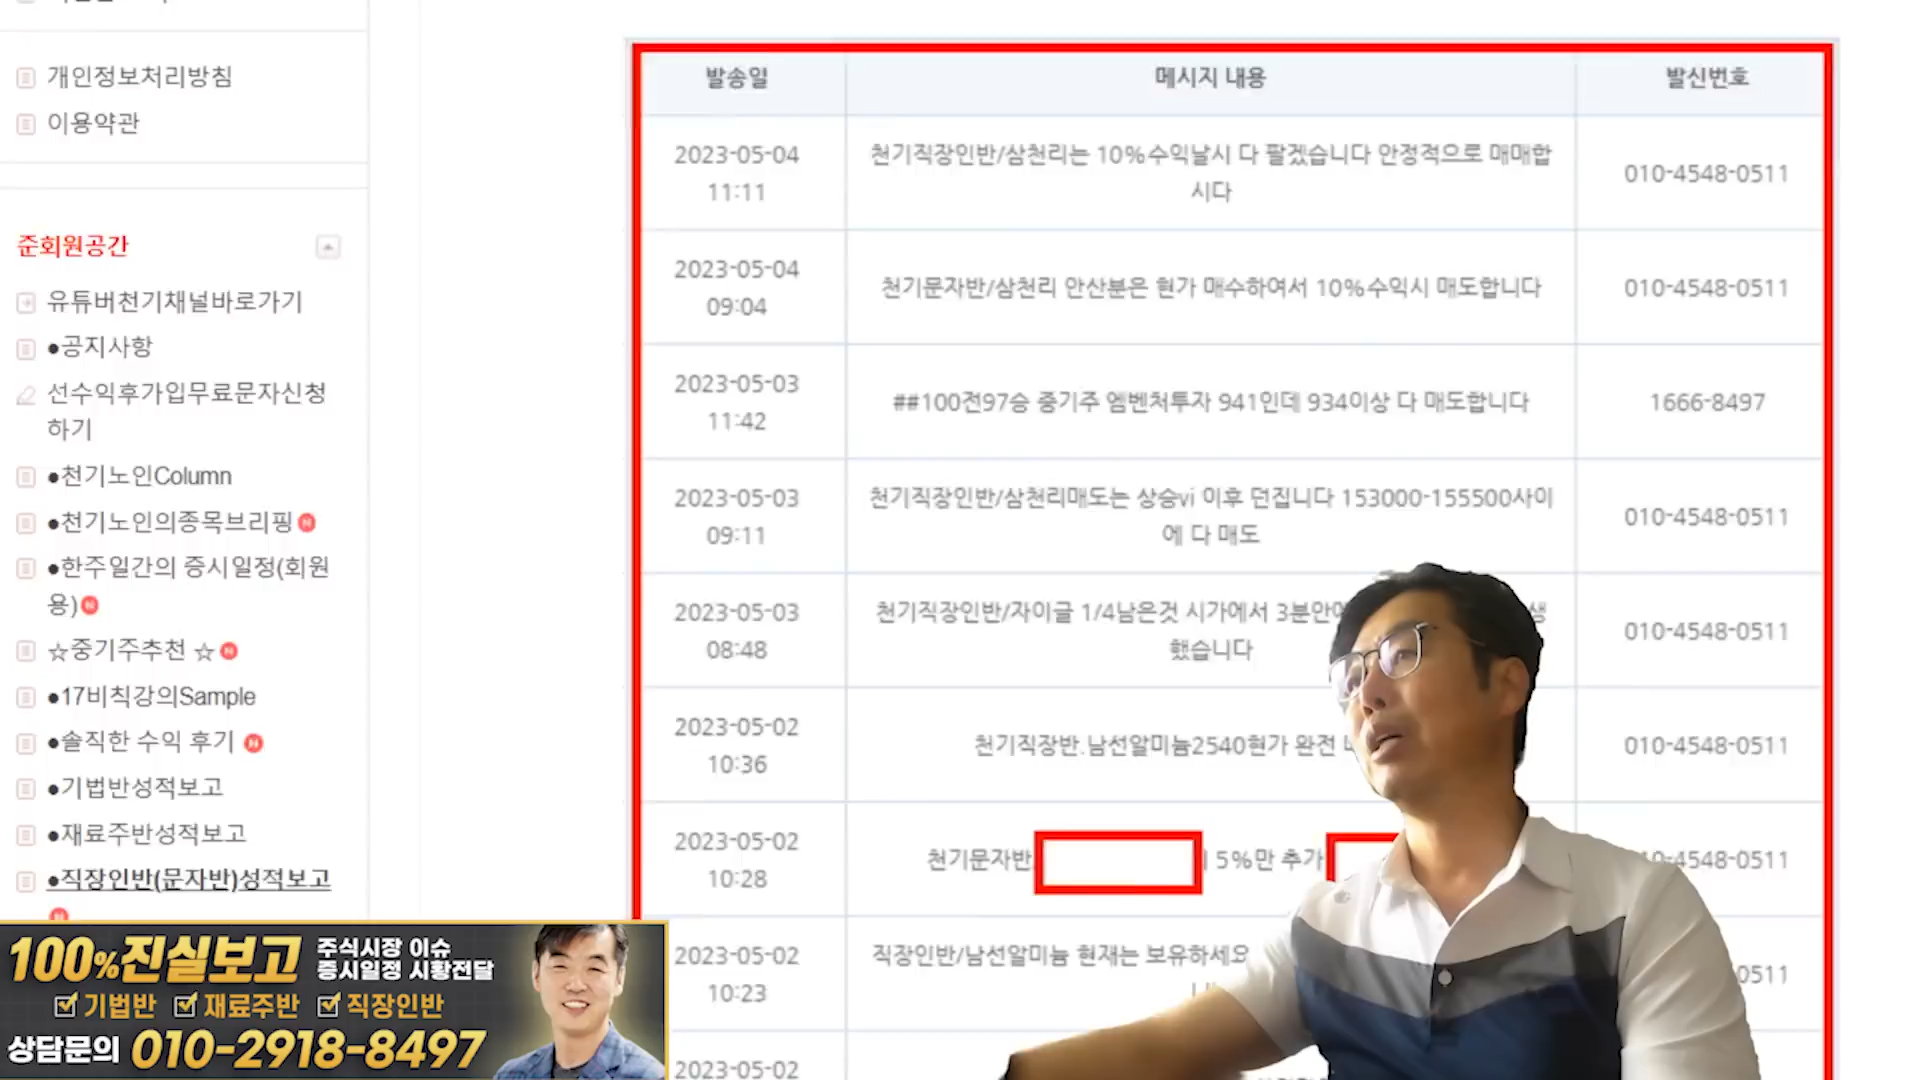 개인정보처리방침
이용약관
준회원공간
유튜버천기채널바로가기
●공지사항
선수익후가입무료문자신청
하기
●천기노인Column
●천기노인의종목브리핑 N
●한주일간의 증시일정(회원
용) N
☆중기주추천 ☆ N
●17비칙강의Sample
●솔직한 수익 후기 N
●기법반성적보고
●재료주반성적보고
●직장인반(문자반)성적보고
N
발송일 메시지 내용 발신번호
2023-05-04
11:11
천기직장인반/삼천리는 10%수익날시 다 팔겠습니다 안정적으로 매매합
시다
010-4548-0511
2023-05-04
09:04
천기문자반/삼천리 안산분은 현가 매수하여서 10%수익시 매도합니다
010-4548-0511
2023-05-03
11:42
##100전97승 중기주 엠벤처투자 941인데 934이상 다 매도합니다
1666-8497
2023-05-03
09:11
천기직장인반/삼천리매도는 상승vi 이후 던집니다 153000-155500사이
에 다 매도
010-4548-0511
2023-05-03
08:48
천기직장인반/자이글 1/4남은것 시가에서 3분안에 생
했습니다
010-4548-0511
2023-05-02
10:36
천기직장반.남선알미늄2540현가 완전
010-4548-0511
2023-05-02
10:28
천기문자반 5%만 추가
010-4548-0511
2023-05-02
10:23
직장인반/남선알미늄 현재는 보유하세요
0511
2023-05-02
100%진실보고
주식시장 이슈
증시일정 시황전달
기법반 재료주반 직장인반
상담문의 010-2918-8497